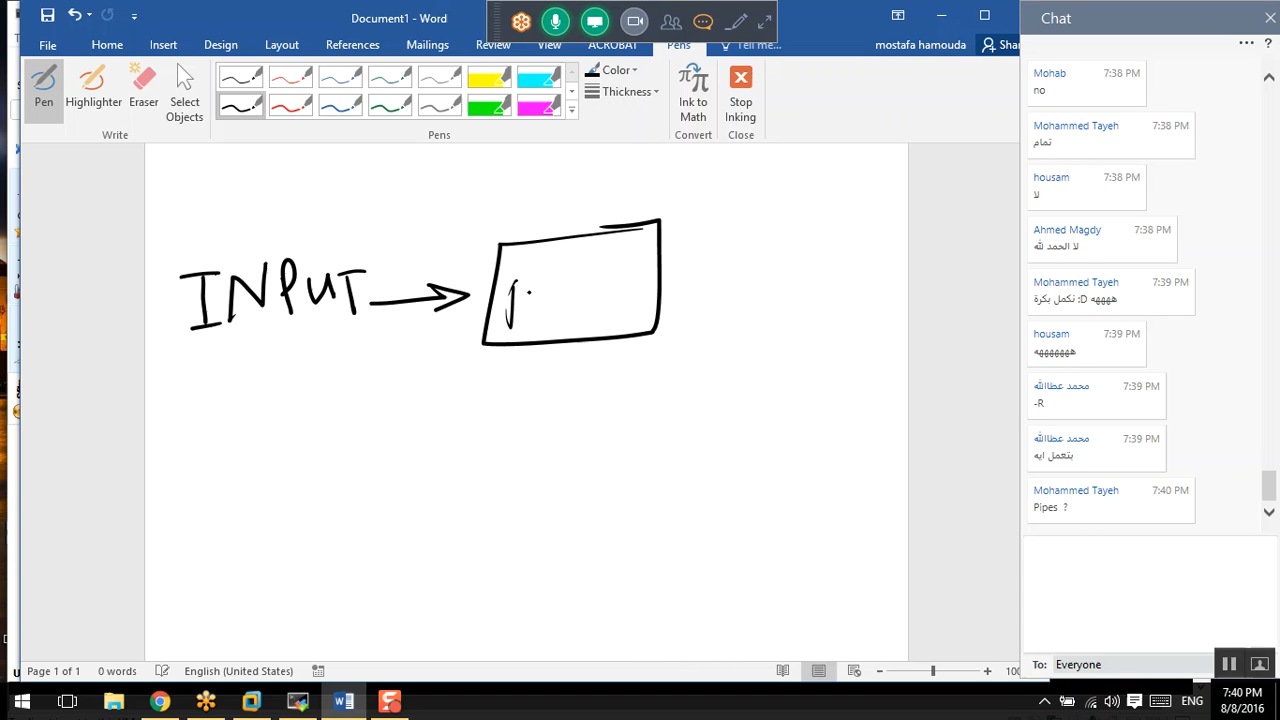 Document1 - Word
File
Home
Insert
Design
Layout
References
Mailings
Review
View
ACROBAT
Pens
Tell me...
mostafa hamouda
Shar
Pen
Highlighter
Eraser
Select Objects
Color
Thickness
Ink to Math
Stop Inking
Write
Pens
Convert
Close
INPUT
Page 1 of 1
0 words
English (United States)
100
Chat
Mohab 7:38 PM
no
Mohammed Tayeh 7:38 PM
تمام
housam 7:38 PM
لا
Ahmed Magdy 7:38 PM
لا الحمد لله
Mohammed Tayeh 7:39 PM
ههههه D: نكمل بكرة
housam 7:39 PM
محمد عطاالله 7:39 PM
-R
محمد عطاالله 7:39 PM
بتعمل ايه
Mohammed Tayeh 7:40 PM
Pipes ?
To: Everyone
ENG
7:40 PM
8/8/2016